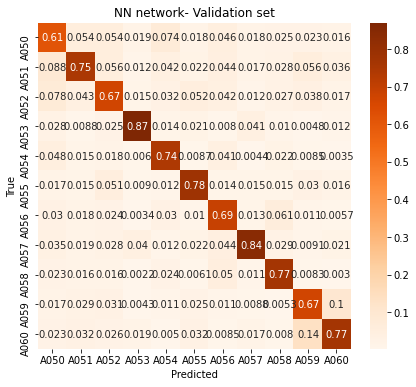 NN network- Validation set
A050 0.61 0.054 0.054 0.019 0.074 0.018 0.046 0.018 0.025 0.023 0.016
A051 0.088 0.75 0.056 0.012 0.042 0.022 0.044 0.017 0.028 0.056 0.036
A052 0.078 0.043 0.67 0.015 0.032 0.052 0.042 0.012 0.027 0.038 0.017
A053 0.028 0.0088 0.025 0.87 0.014 0.021 0.008 0.041 0.01 0.0048 0.012
A054 0.048 0.015 0.018 0.006 0.74 0.0087 0.041 0.0044 0.022 0.0085 0.0035
A055 0.017 0.015 0.051 0.009 0.012 0.78 0.014 0.015 0.015 0.03 0.016
A056 0.03 0.018 0.024 0.0034 0.03 0.01 0.69 0.013 0.061 0.011 0.0057
A057 0.035 0.019 0.028 0.04 0.012 0.022 0.044 0.84 0.029 0.0091 0.021
A058 0.023 0.016 0.016 0.0022 0.024 0.0061 0.05 0.011 0.77 0.0083 0.003
A059 0.017 0.029 0.031 0.0043 0.011 0.025 0.011 0.0088 0.0053 0.67 0.1
A060 0.023 0.032 0.026 0.019 0.005 0.032 0.0085 0.017 0.008 0.14 0.77
A050 A051 A052 A053 A054 A055 A056 A057 A058 A059 A060
True
Predicted
0.8
0.7
0.6
0.5
0.4
0.3
0.2
0.1